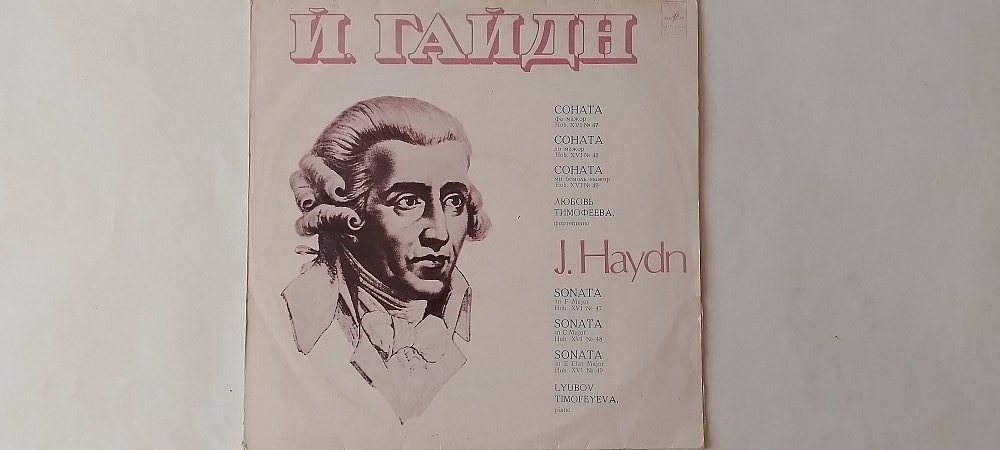 Й. ГАЙДН
СОНАТА
фа мажор
Hob. XVI № 47
СОНАТА
до мажор
Hob. XVI № 48
СОНАТА
ми бемоль мажор
Hob. XVI № 49
ЛЮБОВЬ
ТИМОФЕЕВА,
фортепиано
J. Haydn
SONATA
in F Major
Hob. XVI № 47
SONATA
in C Major
Hob. XVI № 48
SONATA
in E Flat Major
Hob. XVI № 49
LYUBOV
TIMOFEYEVA,
piano